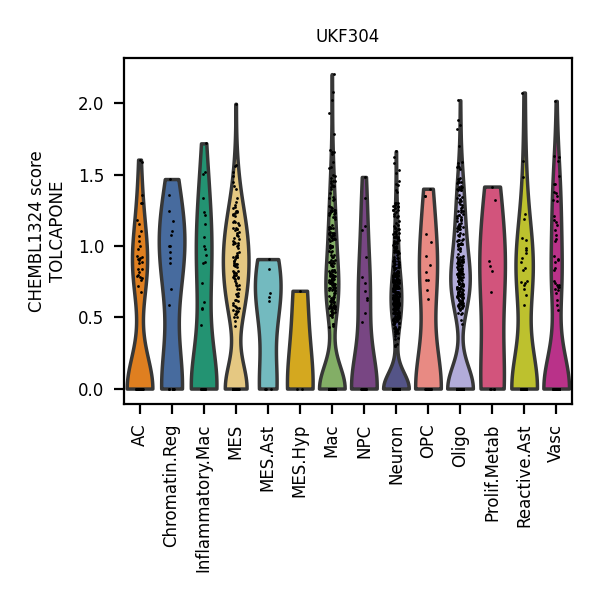 UKF304
CHEMBL1324 score
TOLCAPONE
2.0
1.5
1.0
0.5
0.0
AC
Chromatin.Reg
Inflammatory.Mac
MES
MES.Ast
MES.Hyp
Mac
NPC
Neuron
OPC
Oligo
Prolif.Metab
Reactive.Ast
Vasc